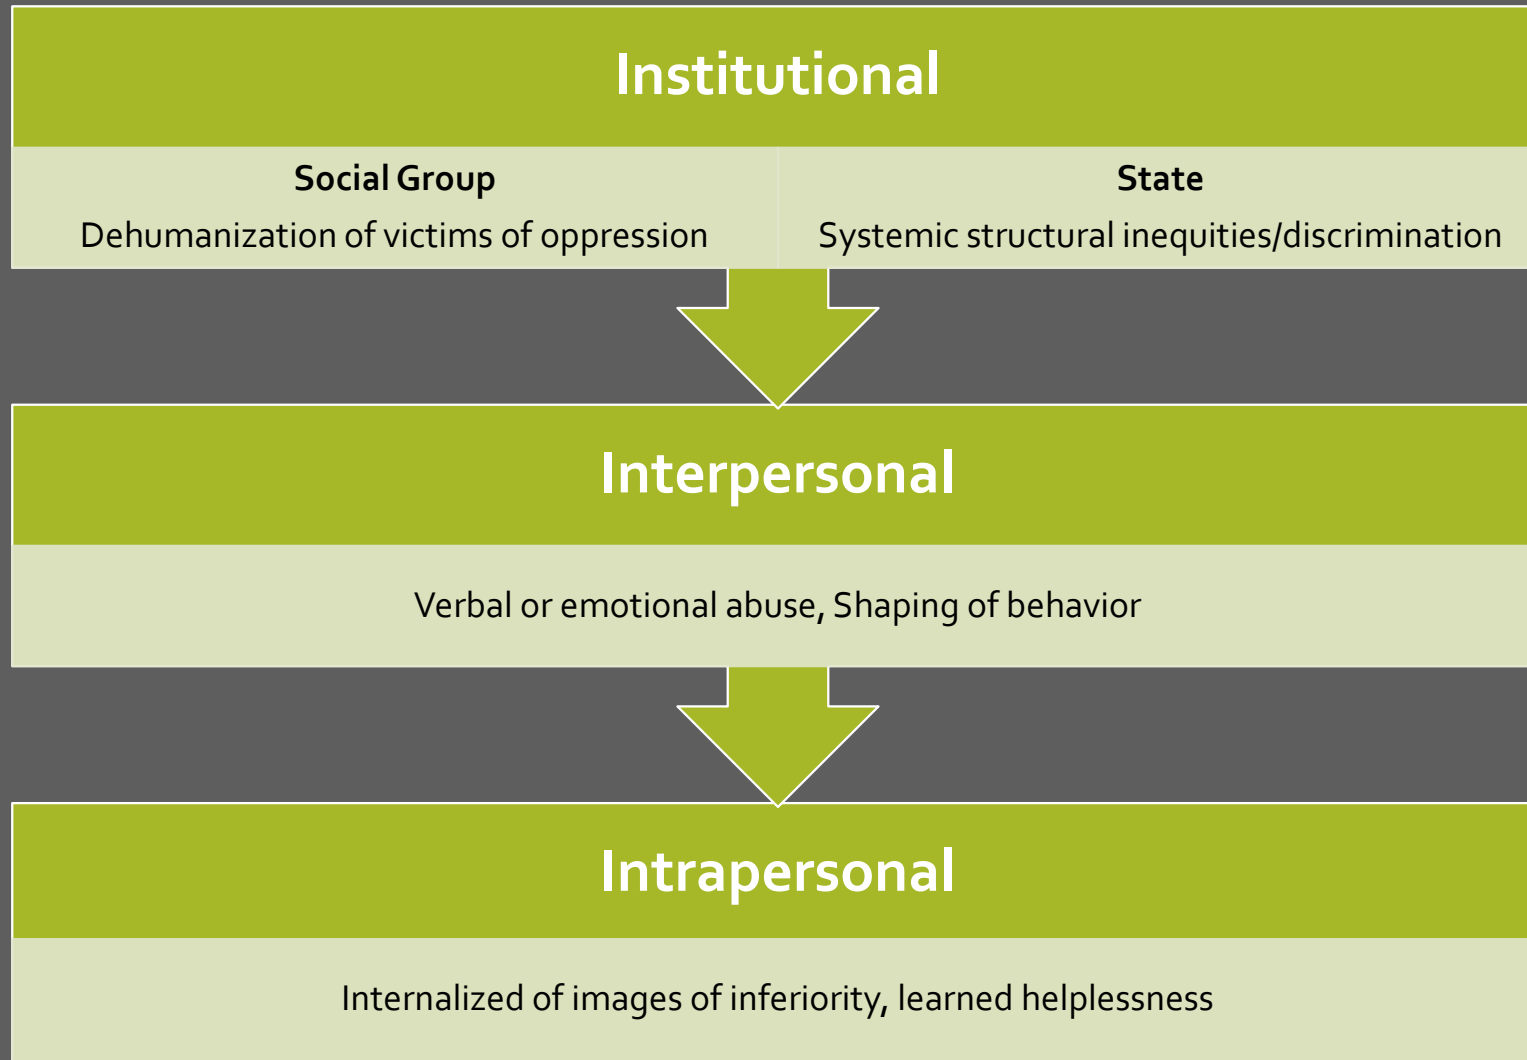 Institutional
Social Group
Dehumanization of victims of oppression
State
Systemic structural inequities/discrimination
Interpersonal
Verbal or emotional abuse, Shaping of behavior
Intrapersonal
Internalized of images of inferiority, learned helplessness